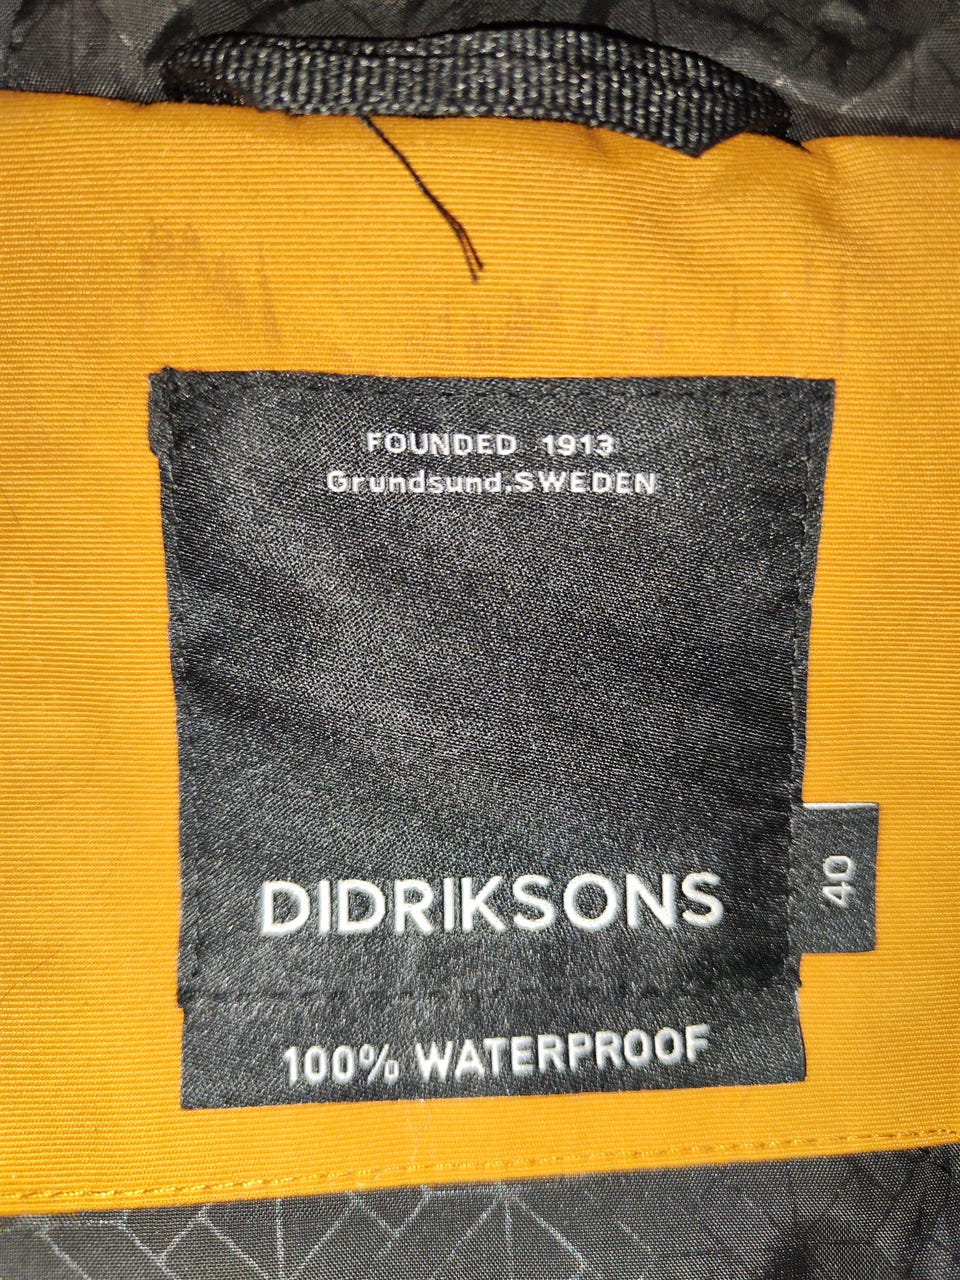 FOUNDED 1913
Grundsund.SWEDEN
DIDRIKSONS
40
100% WATERPROOF